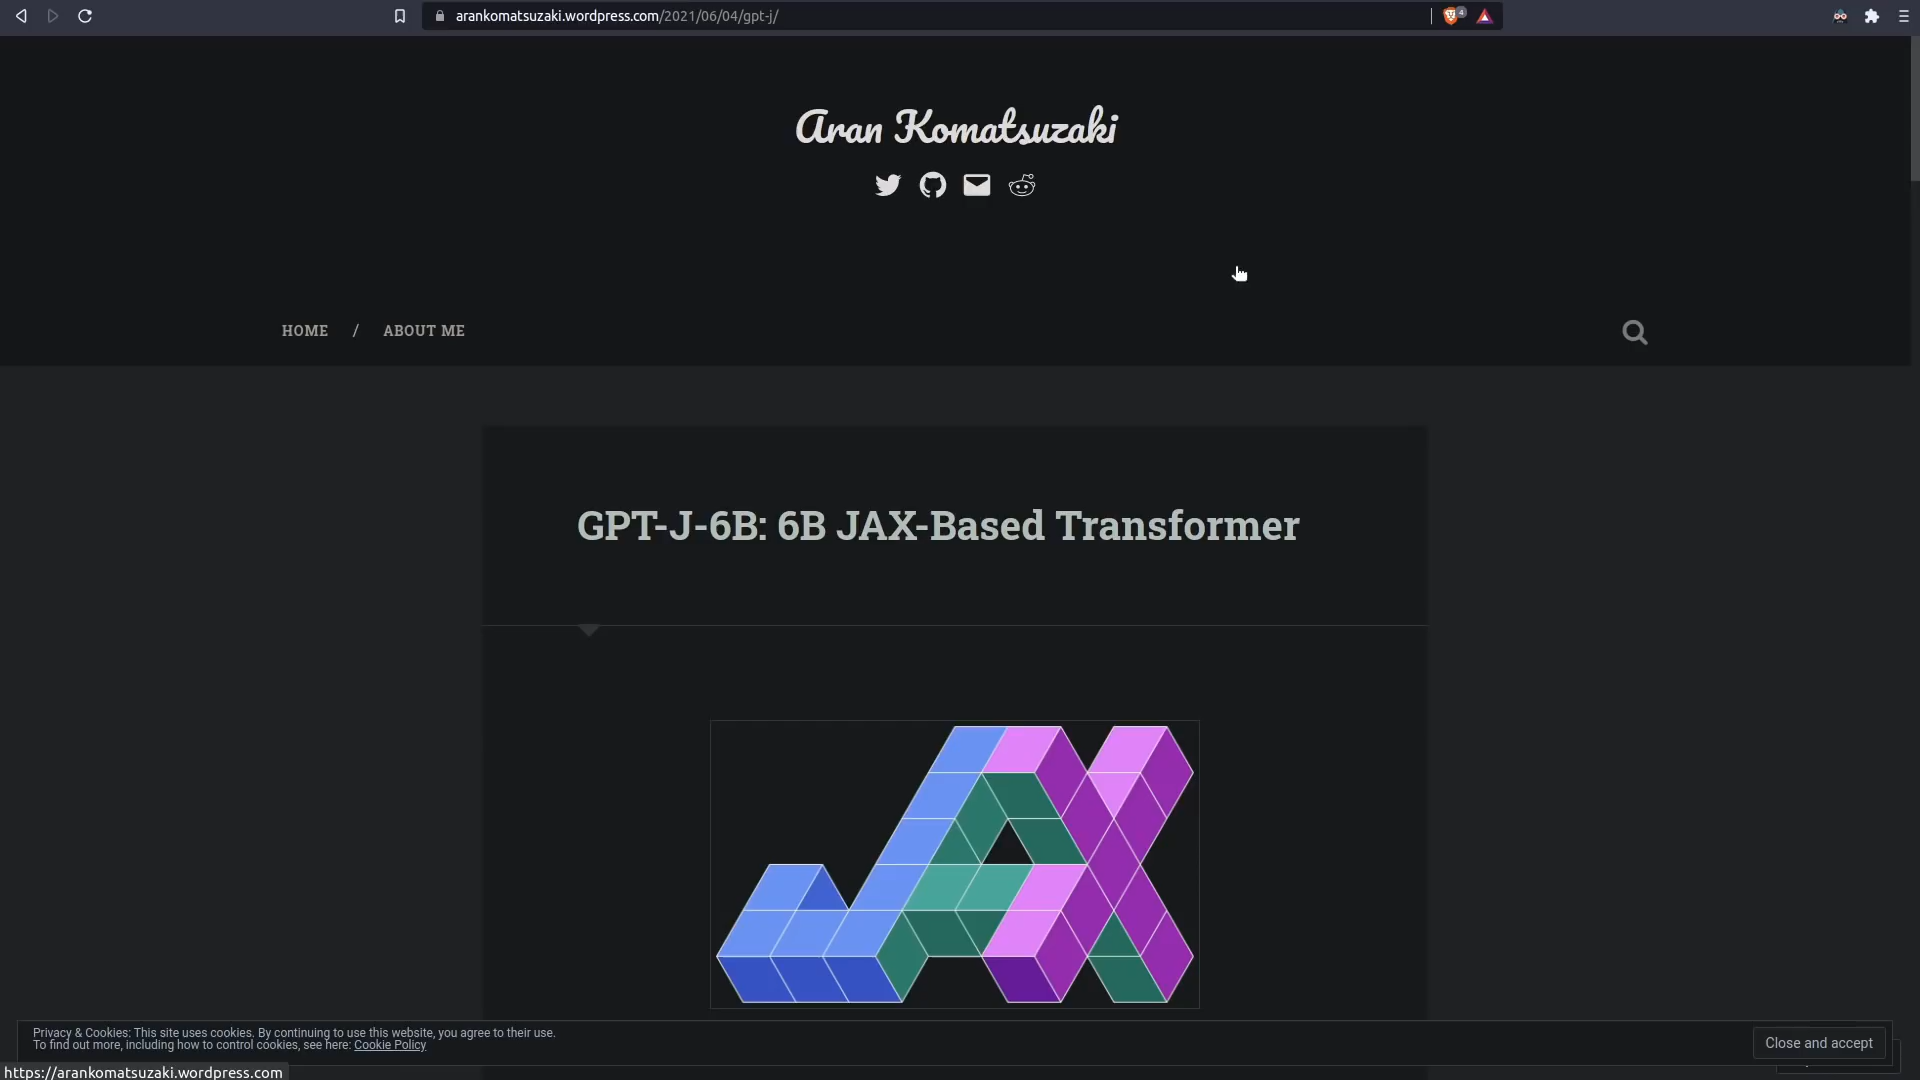 arankomatsuzaki.wordpress.com/2021/06/04/gpt-j/
4
Aran Komatsuzaki
HOME / ABOUT ME
GPT-J-6B: 6B JAX-Based Transformer
JAX
Privacy & Cookies: This site uses cookies. By continuing to use this website, you agree to their use.
To find out more, including how to control cookies, see here: Cookie Policy
Close and accept
https://arankomatsuzaki.wordpress.com